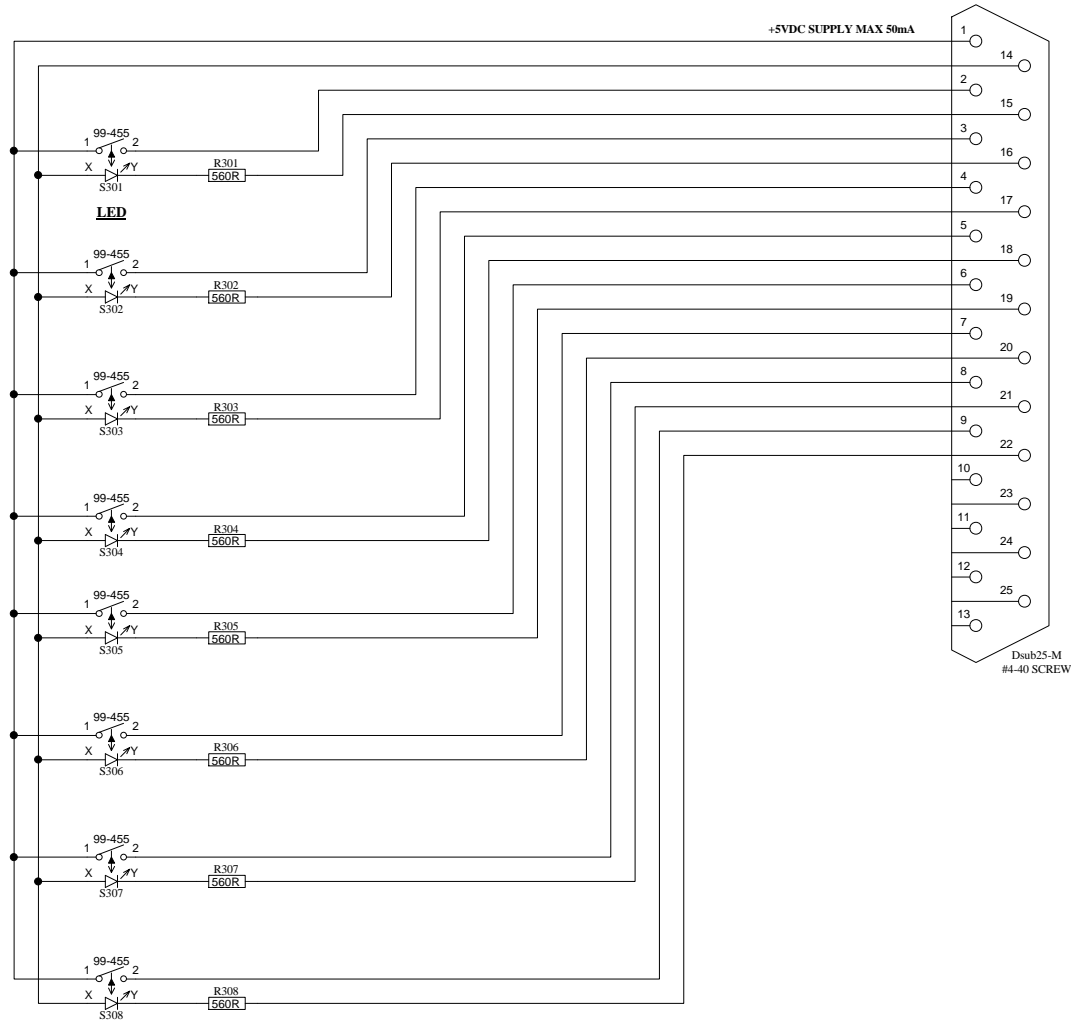 +5VDC SUPPLY MAX 50mA
1
14
2
15
3
16
4
17
5
18
6
19
7
20
8
21
9
22
10
23
11
24
12
25
13
Dsub25-M
#4-40 SCREW
99-455
1 2
X Y
S301
R301
560R
LED
99-455
1 2
X Y
S302
R302
560R
99-455
1 2
X Y
S303
R303
560R
99-455
1 2
X Y
S304
R304
560R
99-455
1 2
X Y
S305
R305
560R
99-455
1 2
X Y
S306
R306
560R
99-455
1 2
X Y
S307
R307
560R
99-455
1 2
X Y
S308
R308
560R